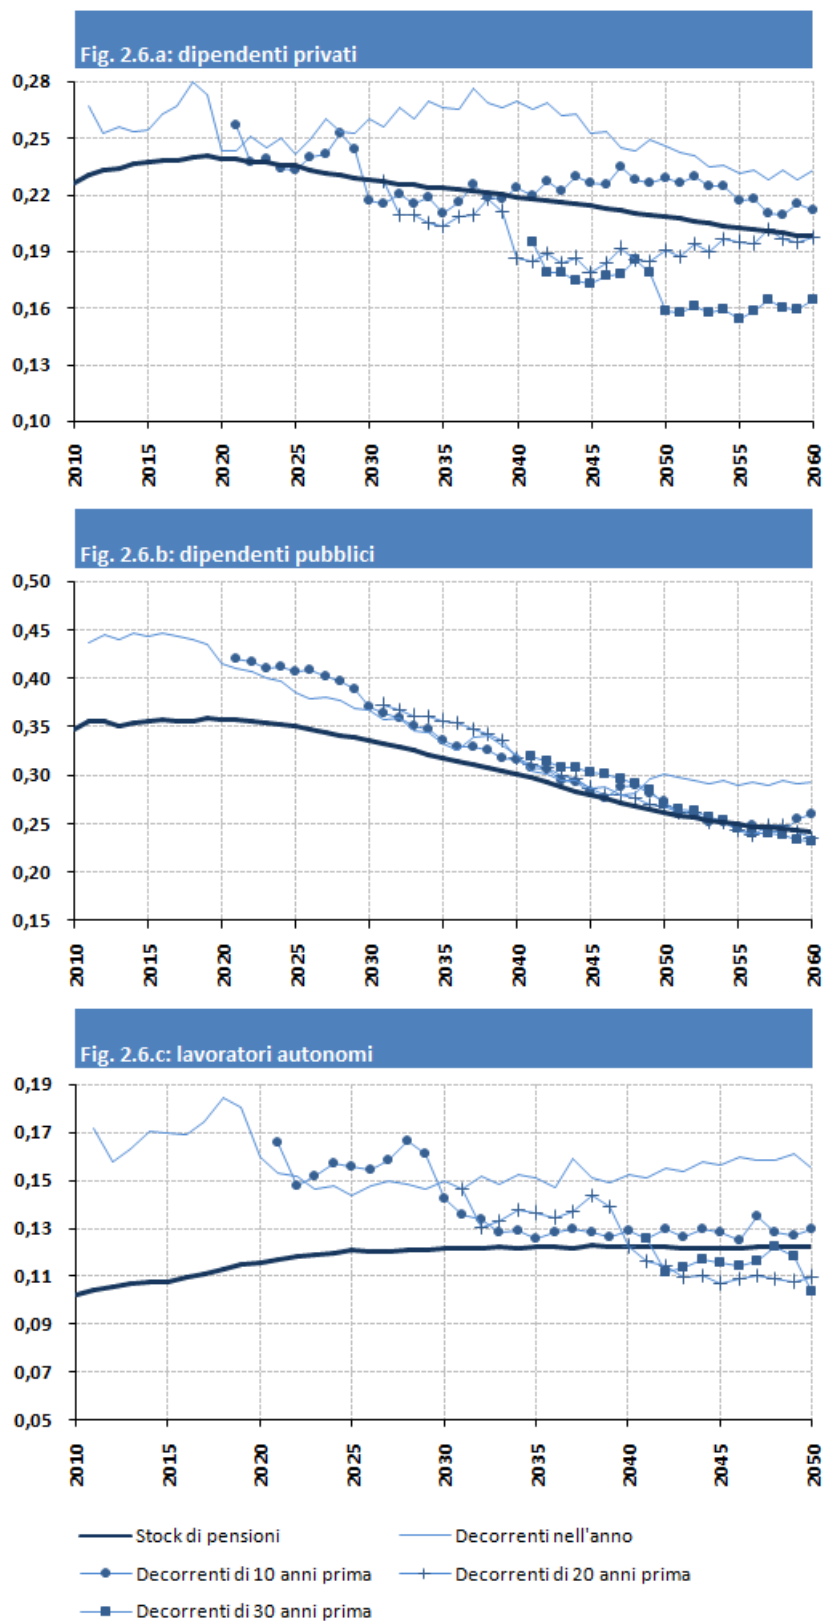 Fig. 2.6.a: dipendenti privati
0,28
0,25
0,22
0,19
0,16
0,13
0,10
2010 2015 2020 2025 2030 2035 2040 2045 2050 2055 2060
Fig. 2.6.b: dipendenti pubblici
0,50
0,45
0,40
0,35
0,30
0,25
0,20
0,15
2010 2015 2020 2025 2030 2035 2040 2045 2050 2055 2060
Fig. 2.6.c: lavoratori autonomi
0,19
0,17
0,15
0,13
0,11
0,09
0,07
0,05
2010 2015 2020 2025 2030 2035 2040 2045 2050
Stock di pensioni Decorrenti nell'anno
Decorrenti di 10 anni prima Decorrenti di 20 anni prima
Decorrenti di 30 anni prima